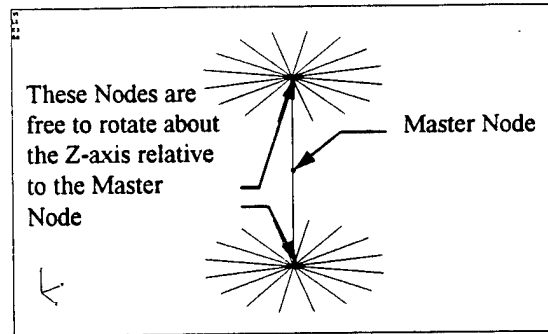 These Nodes are
free to rotate about
the Z-axis relative
to the Master
Node
Master Node